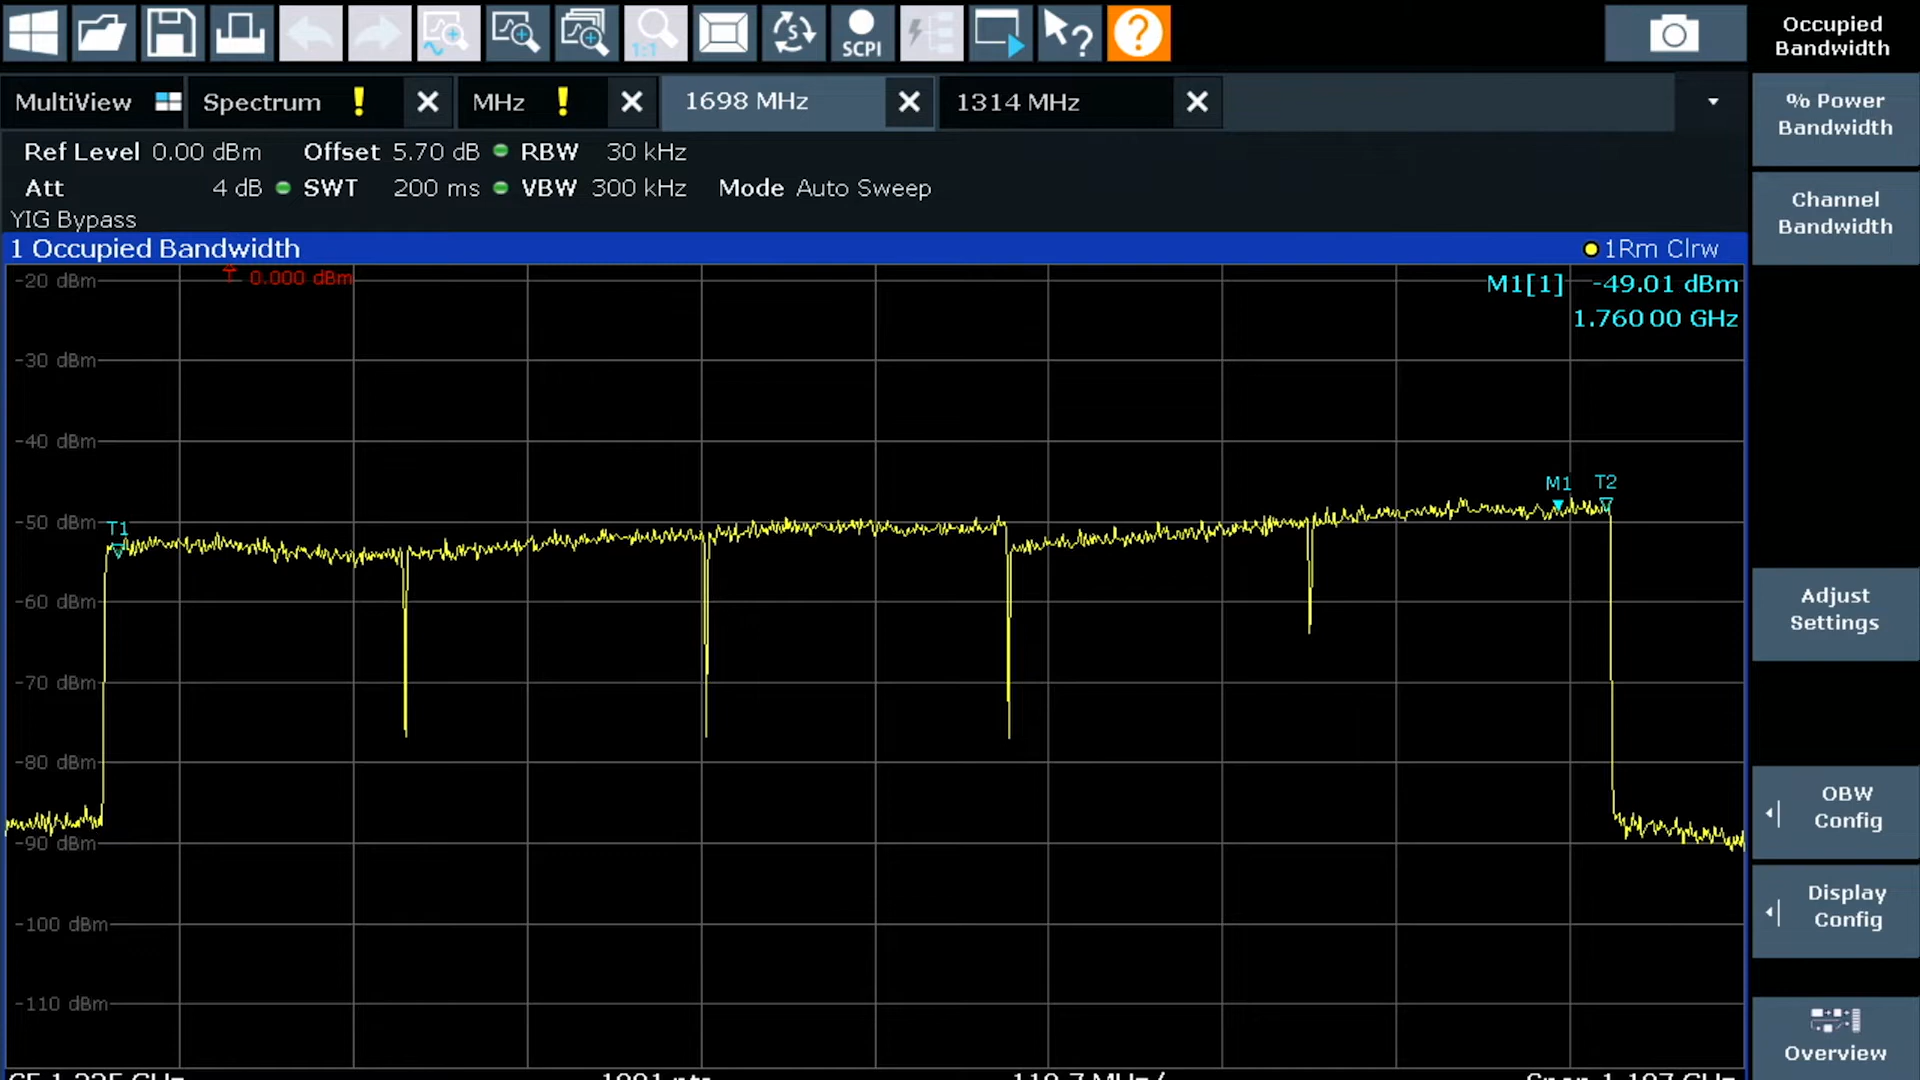 Occupied
Bandwidth
1:1
SCPI
MultiView
Spectrum
MHz
1698 MHz
1314 MHz
% Power
Bandwidth
Ref Level 0.00 dBm Offset 5.70 dB RBW 30 kHz
Att 4 dB SWT 200 ms VBW 300 kHz Mode Auto Sweep
YIG Bypass
Channel
Bandwidth
1 Occupied Bandwidth
1Rm Clrw
0.000 dBm
M1[1] -49.01 dBm
1.760 00 GHz
-20 dBm
-30 dBm
-40 dBm
M1 T2
-50 dBm
T1
-60 dBm
-70 dBm
-80 dBm
-90 dBm
-100 dBm
-110 dBm
Adjust
Settings
OBW
Config
Display
Config
Overview
1001 pts